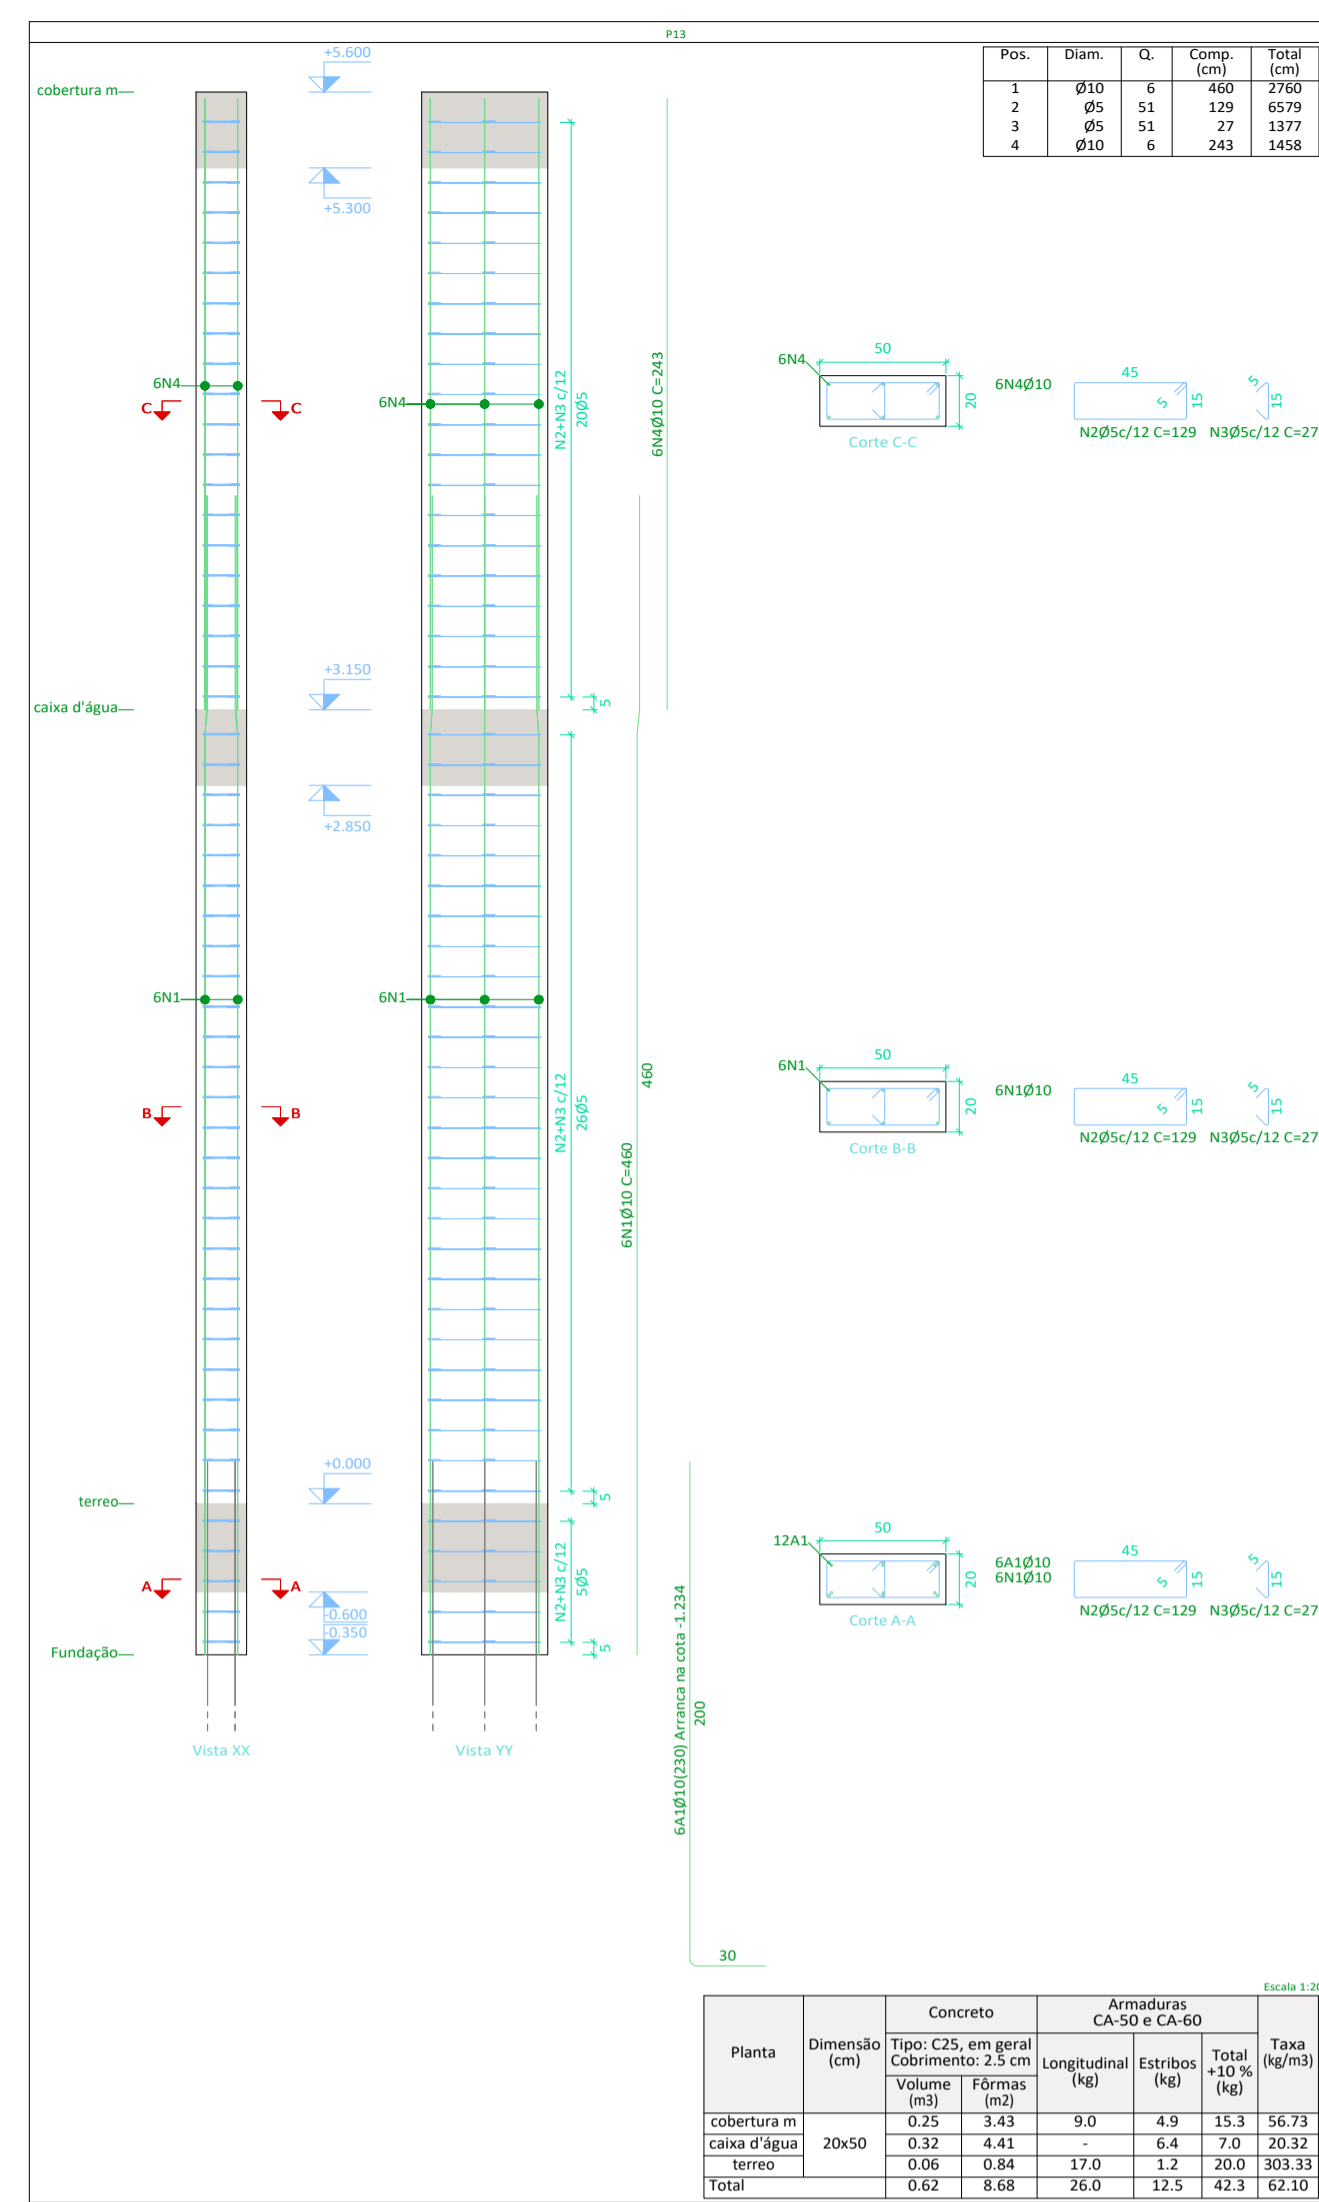 P13
Pos. Diam. Q. Comp. (cm) Total (cm)
1 Ø10 6 460 2760
2 Ø5 51 129 6579
3 Ø5 51 27 1377
4 Ø10 6 243 1458
+5.600
cobertura m
+5.300
6N4
C C
6N4
N2+N3 c/12
20Ø5
6N4Ø10 C=243
6N4
50
20
Corte C-C
6N4Ø10
45
5
15
N2Ø5c/12 C=129
5
15
N3Ø5c/12 C=27
+3.150
caixa d'água
5
+2.850
6N1
6N1
B B
N2+N3 c/12
26Ø5
6N1Ø10 C=460
460
6N1
50
20
Corte B-B
6N1Ø10
45
5
15
N2Ø5c/12 C=129
5
15
N3Ø5c/12 C=27
+0.000
terreo
5
A A
N2+N3 c/12
5Ø5
-0.600
-0.350
Fundação
5
12A1
50
20
Corte A-A
6A1Ø10
6N1Ø10
45
5
15
N2Ø5c/12 C=129
5
15
N3Ø5c/12 C=27
Vista XX
Vista YY
6A1Ø10(230) Arranca na cota -1.234
200
30
Escala 1:20
Planta
Dimensão (cm)
Concreto
Tipo: C25, em geral
Cobrimento: 2.5 cm
Volume (m3)
Fôrmas (m2)
Armaduras
CA-50 e CA-60
Longitudinal (kg)
Estribos (kg)
Total +10 % (kg)
Taxa (kg/m3)
cobertura m 0.25 3.43 9.0 4.9 15.3 56.73
caixa d'água 20x50 0.32 4.41 - 6.4 7.0 20.32
terreo 0.06 0.84 17.0 1.2 20.0 303.33
Total 0.62 8.68 26.0 12.5 42.3 62.10